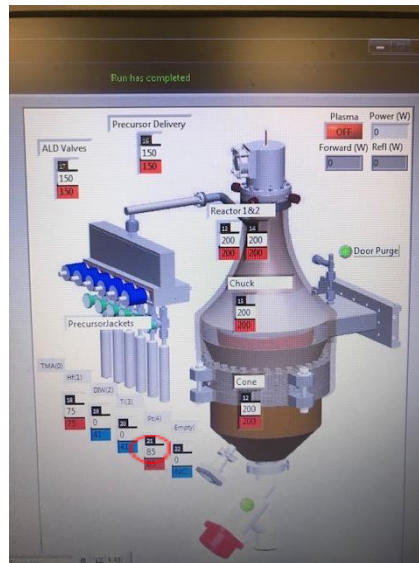 Run has completed
Plasma Power (W)
OFF 0
Forward (W) Refl (W)
0 0
Precursor Delivery
16
150
150
ALD Valves
17
150
150
Reactor 1&2
13 14
200 200
200 200
Door Purge
Chuck
15
200
200
PrecursorJackets
Cone
12
200
200
TMA(0)
Hf(1)
18
75
75
DIW(2)
19
0
41
Ti(3)
20
0
41
Pt(4)
21
85
85
Empty(
22
0